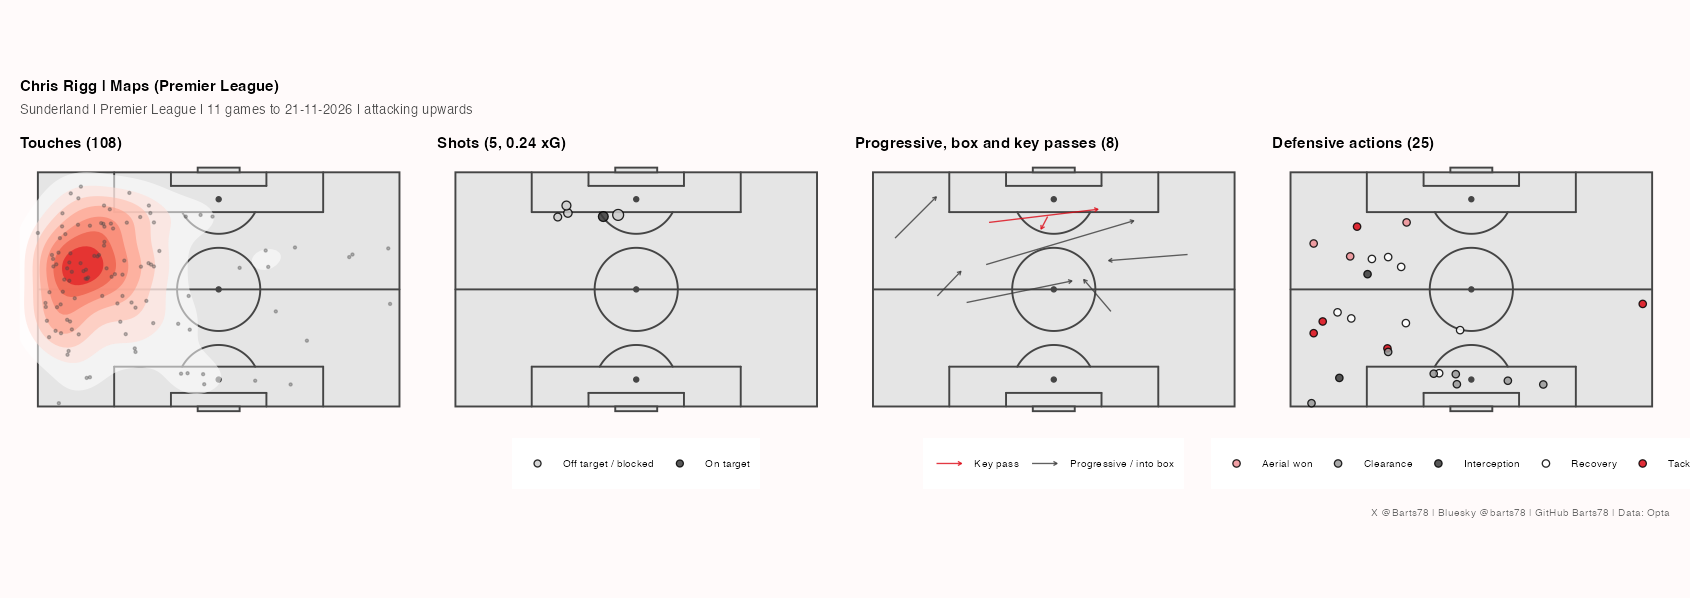 Chris Rigg | Maps (Premier League)
Sunderland | Premier League | 11 games to 21-11-2026 | attacking upwards
Touches (108)
Shots (5, 0.24 xG)
Progressive, box and key passes (8)
Defensive actions (25)
Off target / blocked
On target
Key pass
Progressive / into box
Aerial won
Clearance
Interception
Recovery
Tack
X @Barts78 | Bluesky @barts78 | GitHub Barts78 | Data: Opta